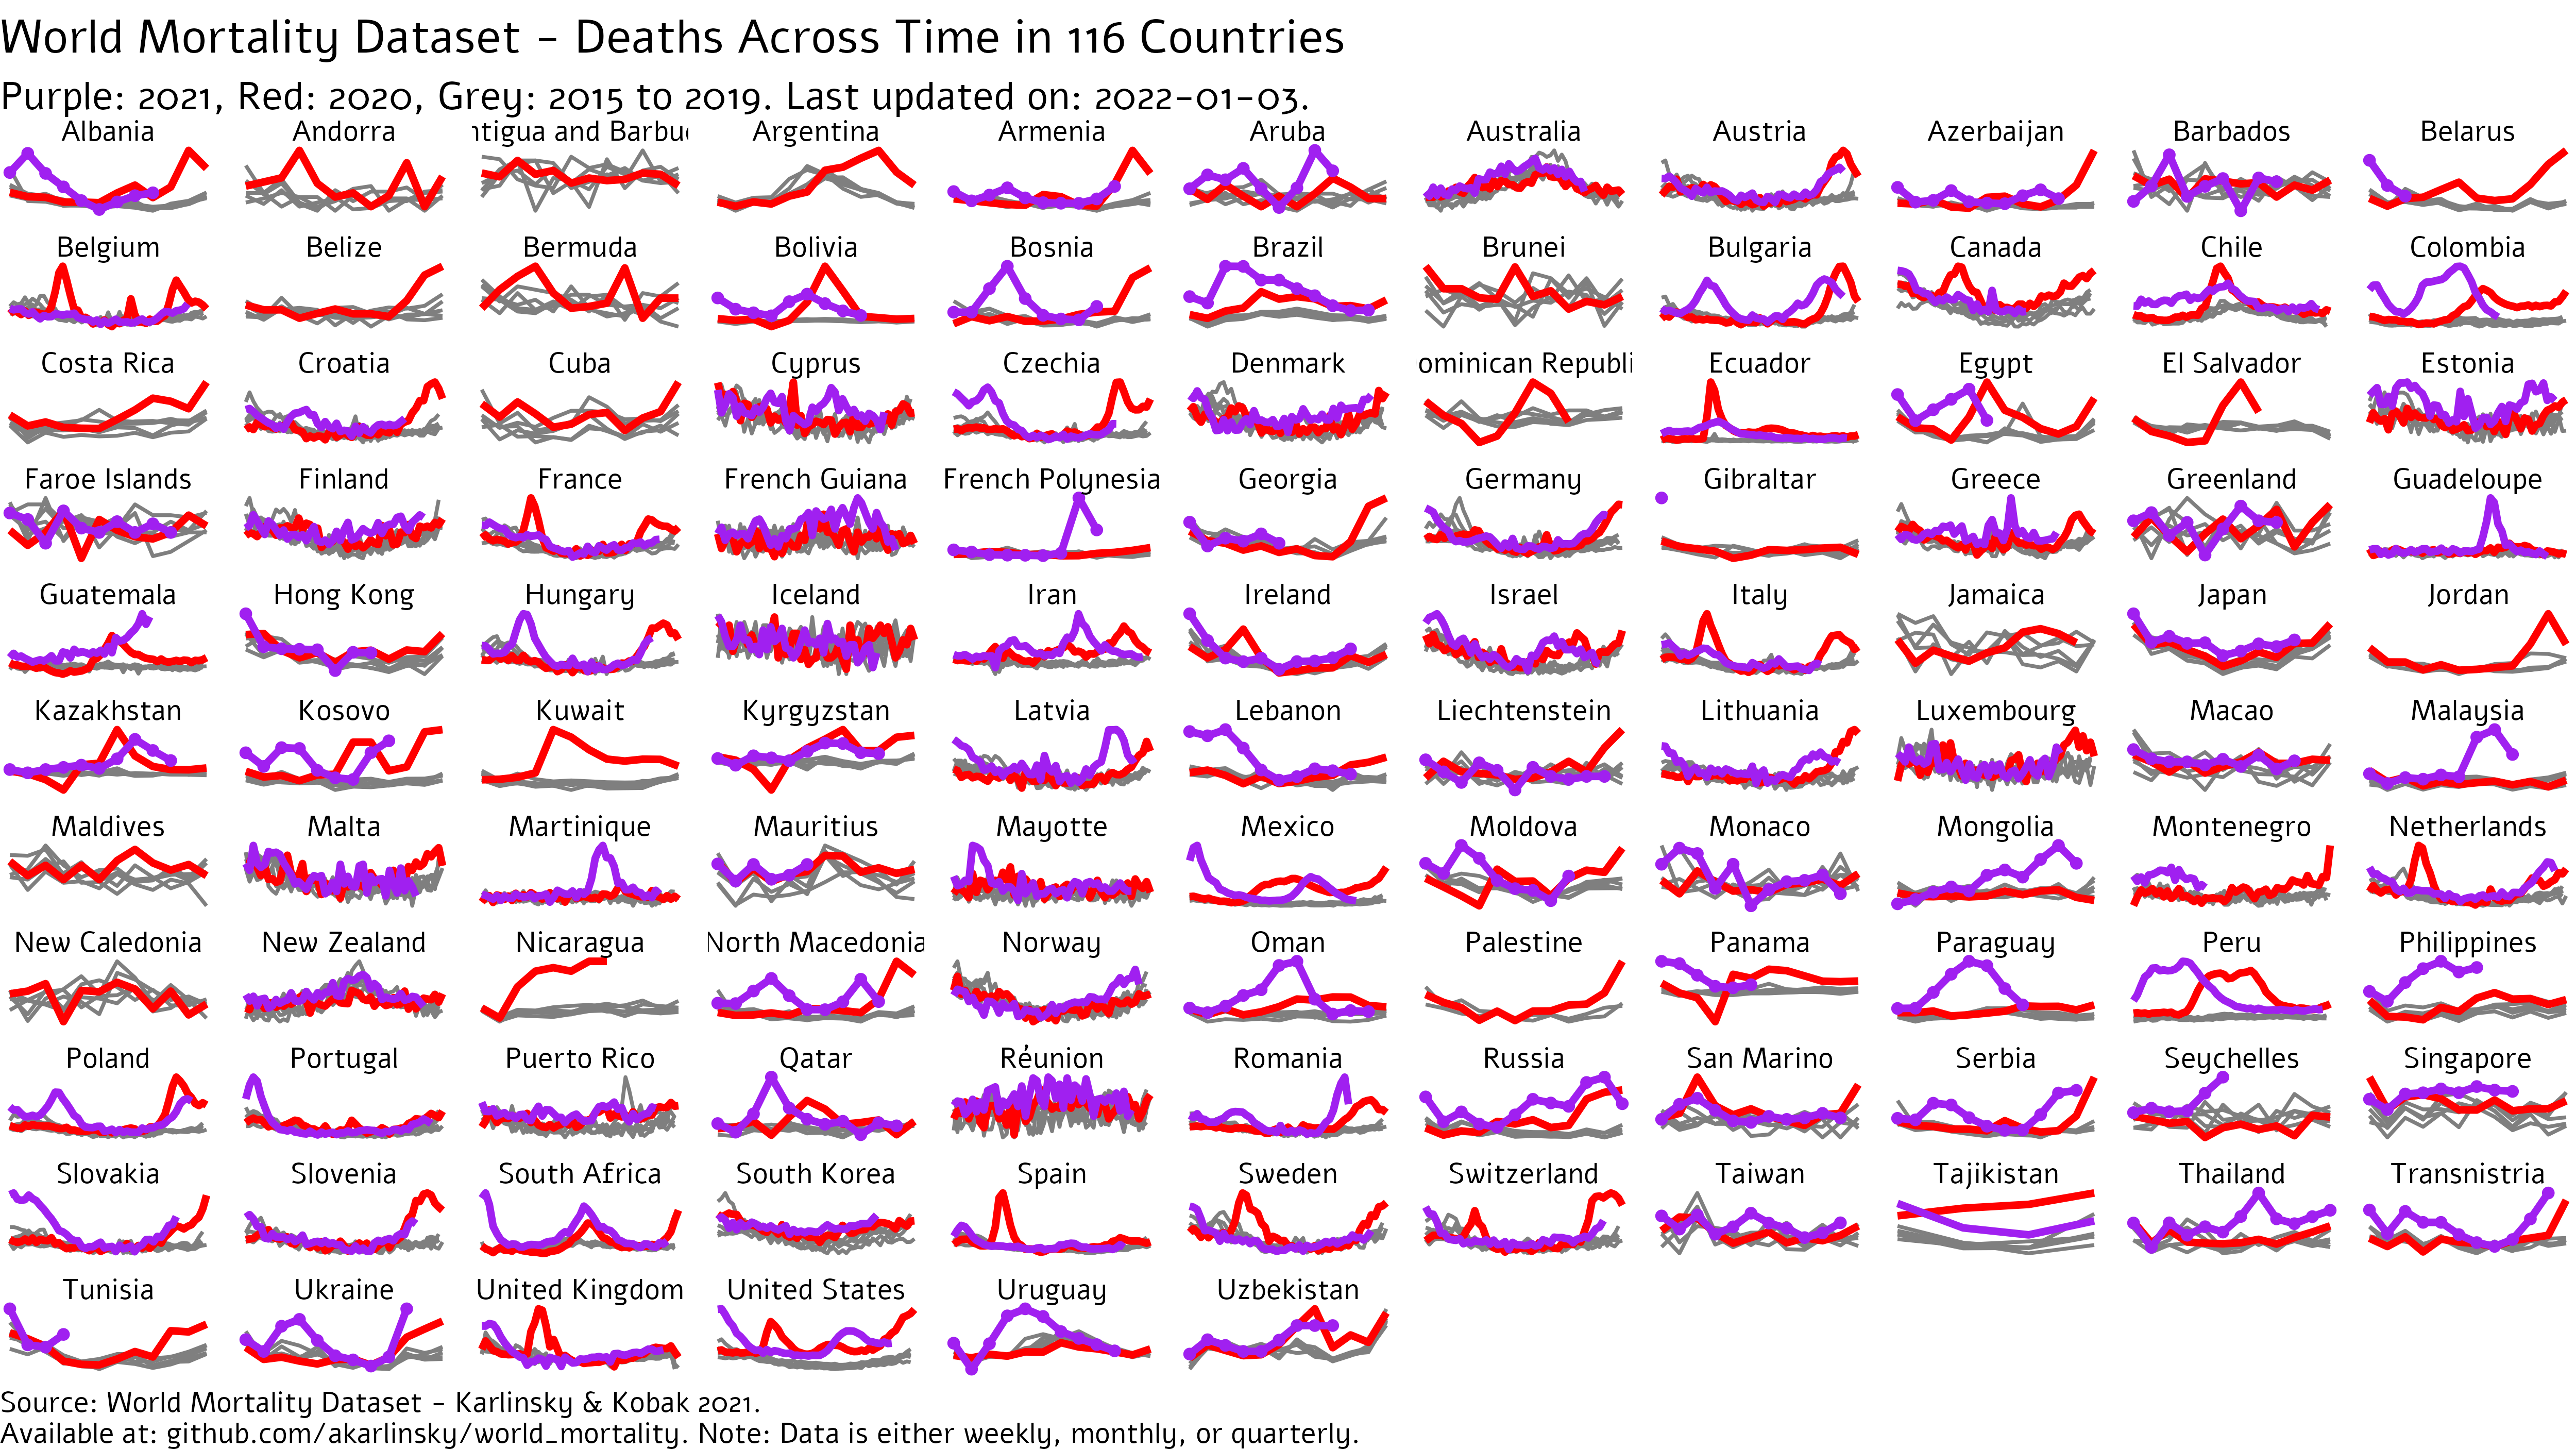 World Mortality Dataset - Deaths Across Time in 116 Countries
Purple: 2021, Red: 2020, Grey: 2015 to 2019. Last updated on: 2022-01-03.
Albania Andorra ntigua and Barbu Argentina Armenia Aruba Australia Austria Azerbaijan Barbados Belarus
Belgium Belize Bermuda Bolivia Bosnia Brazil Brunei Bulgaria Canada Chile Colombia
Costa Rica Croatia Cuba Cyprus Czechia Denmark ominican Republi Ecuador Egypt El Salvador Estonia
Faroe Islands Finland France French Guiana French Polynesia Georgia Germany Gibraltar Greece Greenland Guadeloupe
Guatemala Hong Kong Hungary Iceland Iran Ireland Israel Italy Jamaica Japan Jordan
Kazakhstan Kosovo Kuwait Kyrgyzstan Latvia Lebanon Liechtenstein Lithuania Luxembourg Macao Malaysia
Maldives Malta Martinique Mauritius Mayotte Mexico Moldova Monaco Mongolia Montenegro Netherlands
New Caledonia New Zealand Nicaragua North Macedonia Norway Oman Palestine Panama Paraguay Peru Philippines
Poland Portugal Puerto Rico Qatar Réunion Romania Russia San Marino Serbia Seychelles Singapore
Slovakia Slovenia South Africa South Korea Spain Sweden Switzerland Taiwan Tajikistan Thailand Transnistria
Tunisia Ukraine United Kingdom United States Uruguay Uzbekistan
Source: World Mortality Dataset - Karlinsky & Kobak 2021.
Available at: github.com/akarlinsky/world_mortality. Note: Data is either weekly, monthly, or quarterly.